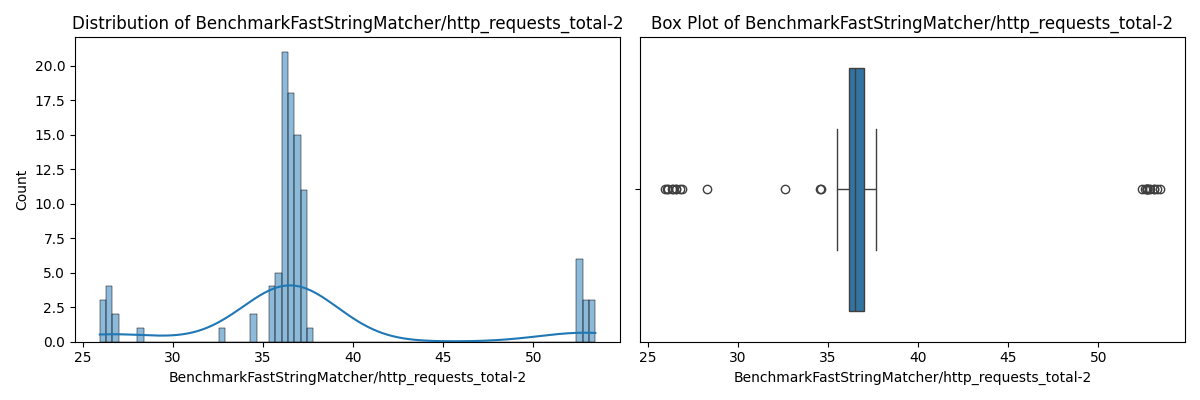 Distribution of BenchmarkFastStringMatcher/http_requests_total-2
20.0
17.5
15.0
12.5
10.0
7.5
5.0
2.5
0.0
Count
25 30 35 40 45 50
BenchmarkFastStringMatcher/http_requests_total-2
Box Plot of BenchmarkFastStringMatcher/http_requests_total-2
25 30 35 40 45 50
BenchmarkFastStringMatcher/http_requests_total-2